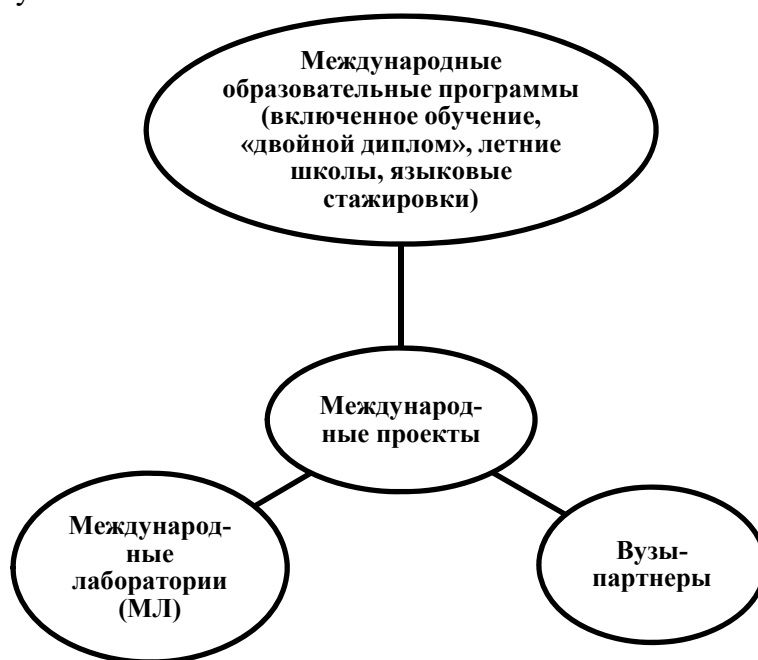 у
Международные
образовательные программы
(включенное обучение,
«двойной диплом», летние
школы, языковые
стажировки)
Международ-
ные проекты
Международ-
ные
лаборатории
(МЛ)
Вузы-
партнеры